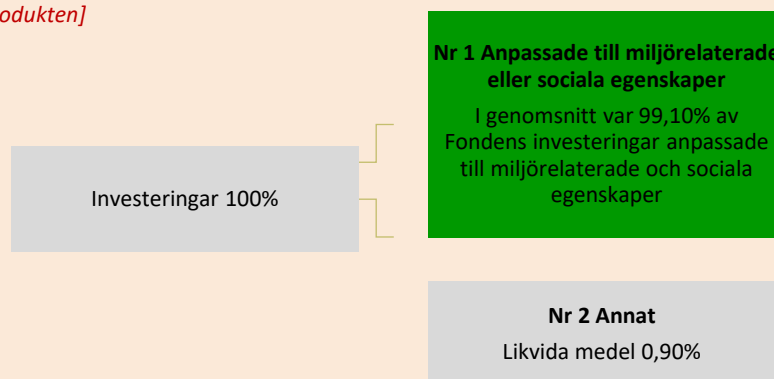 odukten]
Nr 1 Anpassade till miljörelaterade
eller sociala egenskaper
I genomsnitt var 99,10% av
Fondens investeringar anpassade
till miljörelaterade och sociala
egenskaper
Investeringar 100%
Nr 2 Annat
Likvida medel 0,90%